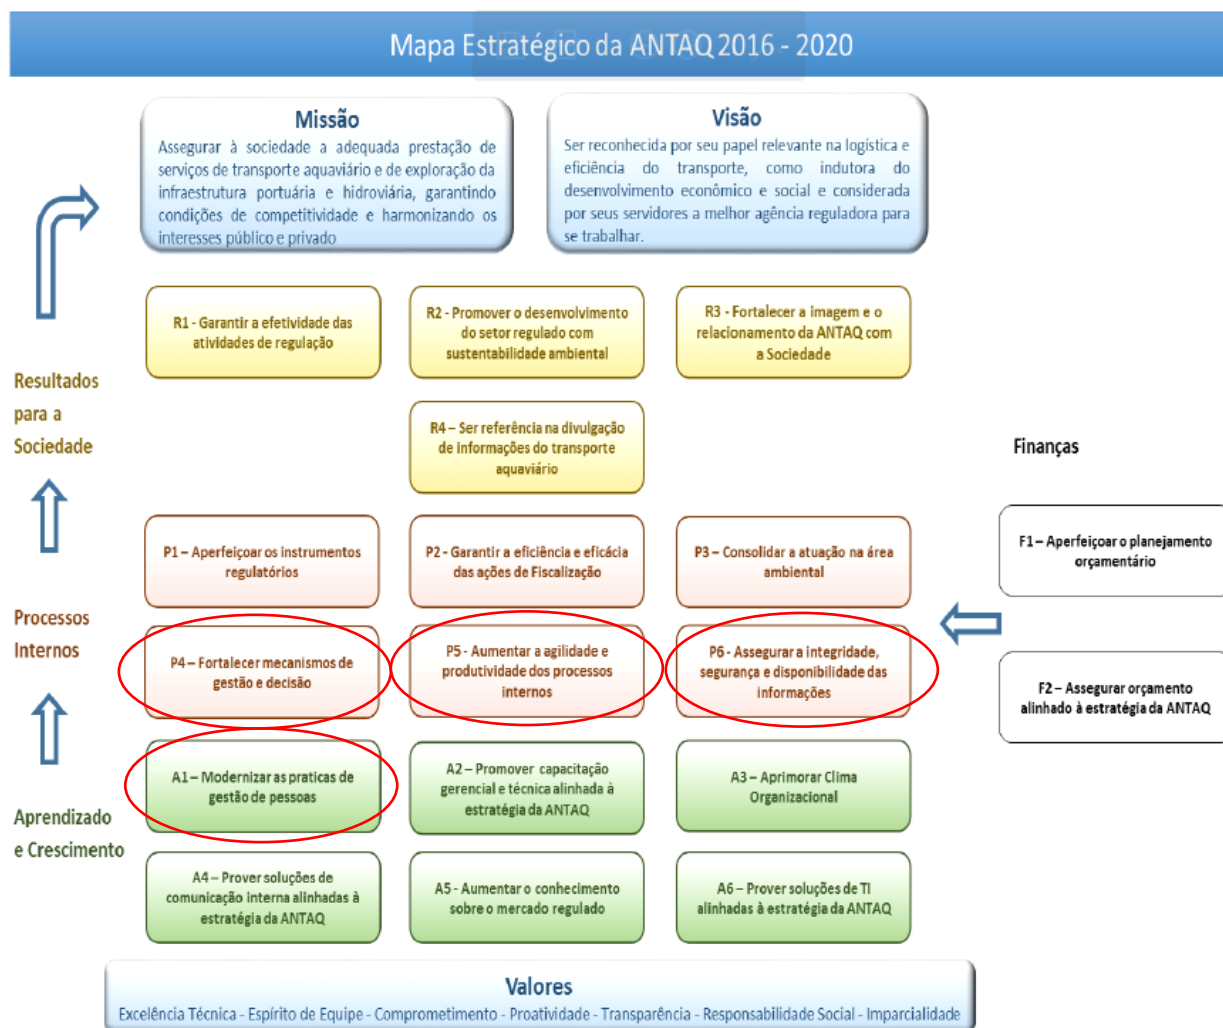 Mapa Estratégico da ANTAQ 2016 - 2020
Missão
Assegurar à sociedade a adequada prestação de
serviços de transporte aquaviário e de exploração da
infraestrutura portuária e hidroviária, garantindo
condições de competitividade e harmonizando os
interesses público e privado
Visão
Ser reconhecida por seu papel relevante na logística e
eficiência do transporte, como indutora do
desenvolvimento econômico e social e considerada
por seus servidores a melhor agência reguladora para
se trabalhar.
Resultados
para a
Sociedade
R1 - Garantir a efetividade das
atividades de regulação
R2 - Promover o desenvolvimento
do setor regulado com
sustentabilidade ambiental
R3 - Fortalecer a imagem e o
relacionamento da ANTAQ com
a Sociedade
R4 – Ser referência na divulgação
de informações do transporte
aquaviário
Processos
Internos
P1 – Aperfeiçoar os instrumentos
regulatórios
P2 - Garantir a eficiência e eficácia
das ações de Fiscalização
P3 – Consolidar a atuação na área
ambiental
P4 – Fortalecer mecanismos de
gestão e decisão
P5 - Aumentar a agilidade e
produtividade dos processos
internos
P6 - Assegurar a integridade,
segurança e disponibilidade das
informações
Aprendizado
e Crescimento
A1 – Modernizar as praticas de
gestão de pessoas
A2 – Promover capacitação
gerencial e técnica alinhada à
estratégia da ANTAQ
A3 – Aprimorar Clima
Organizacional
A4 – Prover soluções de
comunicação interna alinhadas à
estratégia da ANTAQ
A5 - Aumentar o conhecimento
sobre o mercado regulado
A6 – Prover soluções de TI
alinhadas à estratégia da ANTAQ
Finanças
F1 – Aperfeiçoar o planejamento
orçamentário
F2 – Assegurar orçamento
alinhado à estratégia da ANTAQ
Valores
Excelência Técnica - Espírito de Equipe - Comprometimento - Proatividade - Transparência - Responsabilidade Social - Imparcialidade